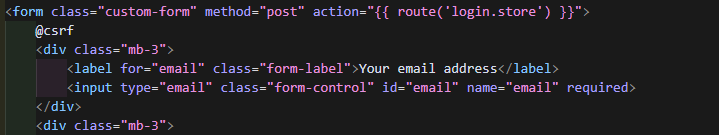 <form class="custom-form" method="post" action="{{ route('login.store') }}">
@csrf
<div class="mb-3">
<label for="email" class="form-label">Your email address</label>
<input type="email" class="form-control" id="email" name="email" required>
</div>
<div class="mb-3">